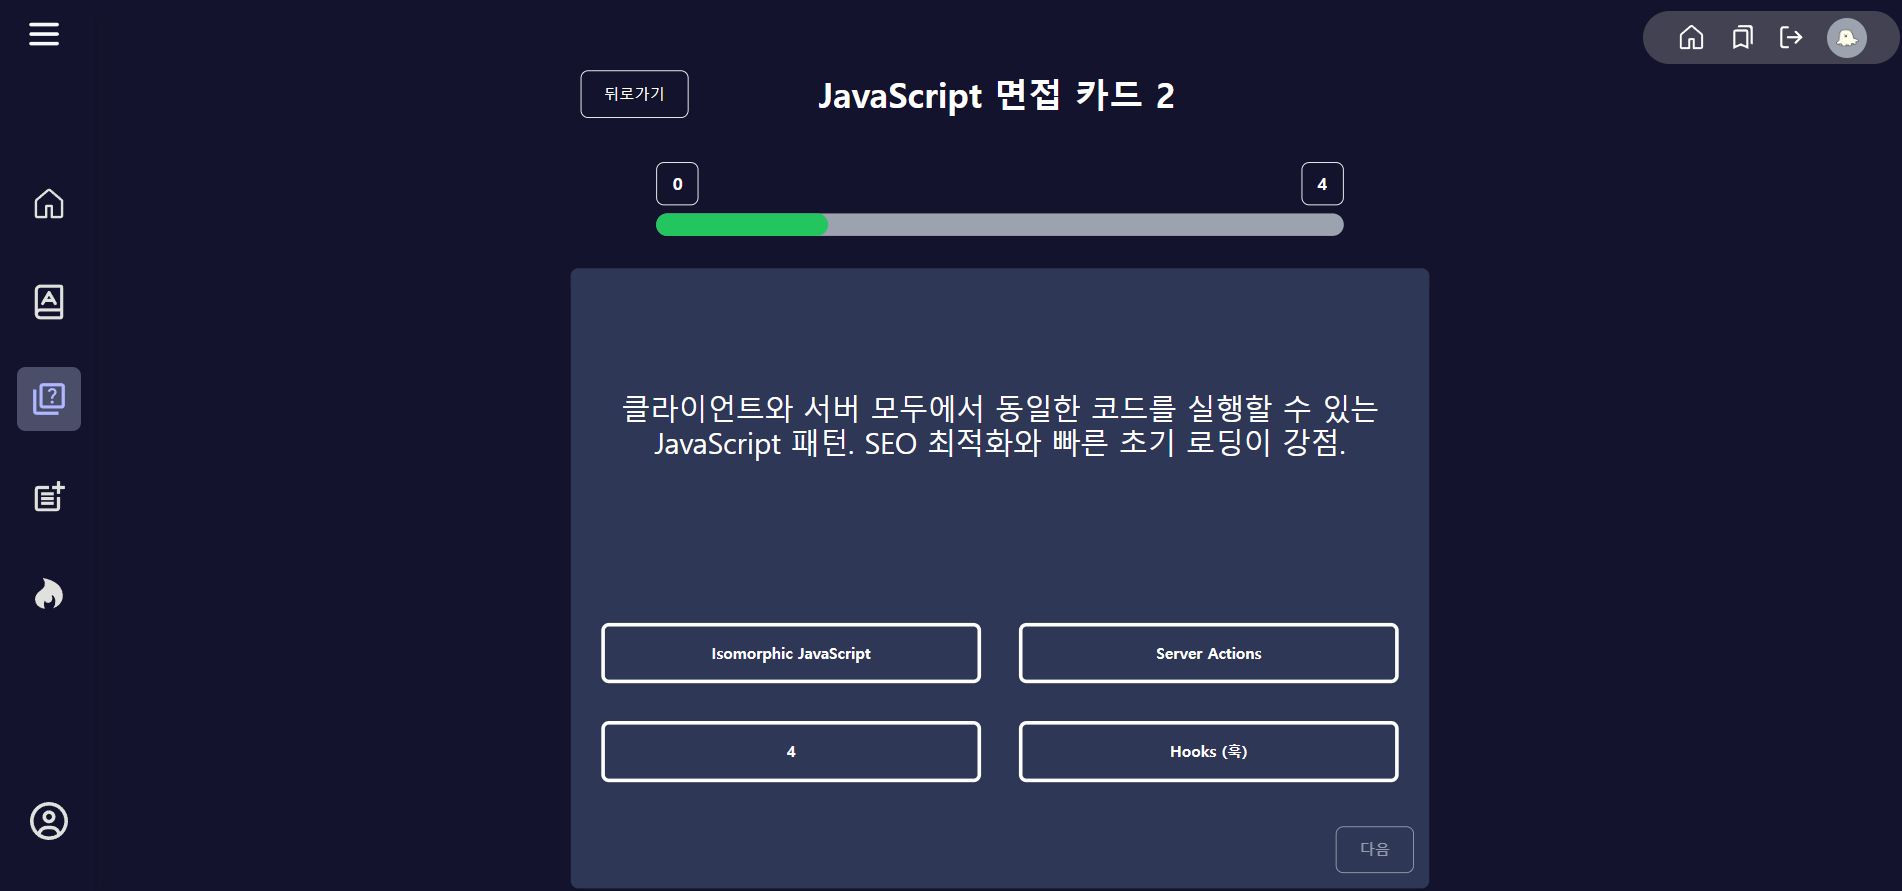 뒤로가기
JavaScript 면접 카드 2
0
4
클라이언트와 서버 모두에서 동일한 코드를 실행할 수 있는
JavaScript 패턴. SEO 최적화와 빠른 초기 로딩이 강점.
Isomorphic JavaScript
Server Actions
4
Hooks (훅)
다음